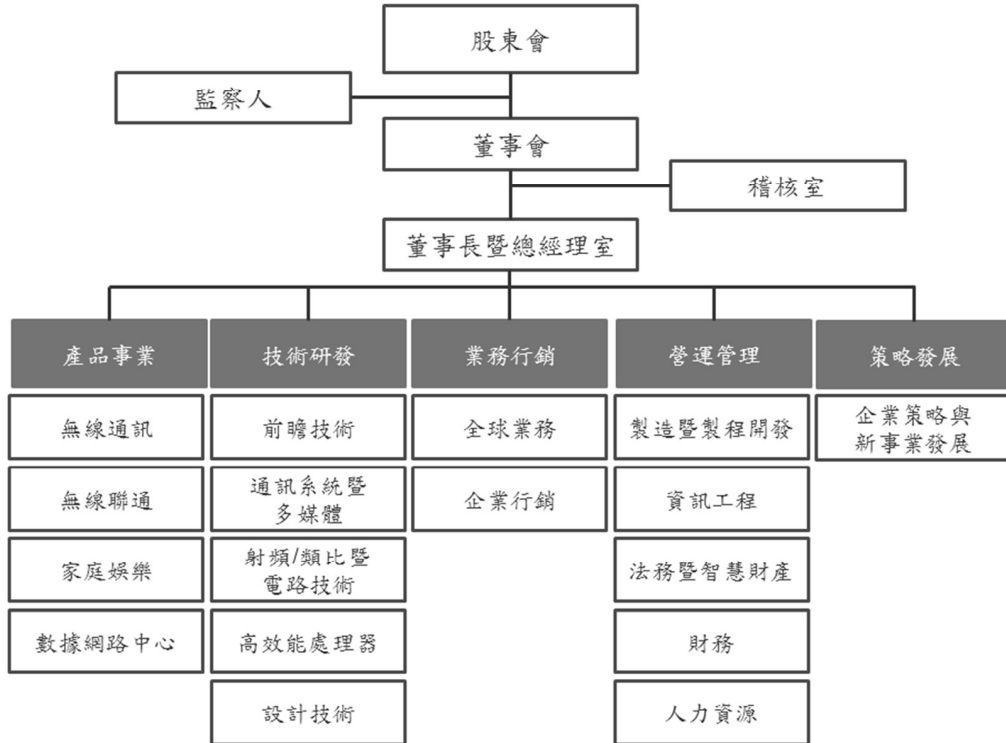 股東會
監察人
董事會
稽核室
董事長暨總經理室
產品事業
技術研發
業務行銷
營運管理
策略發展
無線通訊
前瞻技術
全球業務
製造暨製程開發
企業策略與
新事業發展
無線聯通
通訊系統暨
多媒體
企業行銷
資訊工程
家庭娛樂
射頻/類比暨
電路技術
法務暨智慧財產
數據網路中心
高效能處理器
財務
設計技術
人力資源